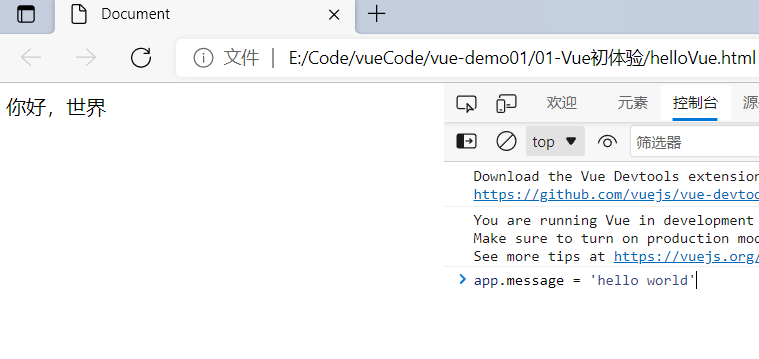 Document
文件 E:/Code/vueCode/vue-demo01/01-Vue初体验/helloVue.html
你好，世界
欢迎 元素 控制台
top 筛选器
Download the Vue Devtools extension
https://github.com/vuejs/vue-devtoo
You are running Vue in development
Make sure to turn on production mod
See more tips at https://vuejs.org/
app.message = 'hello world'